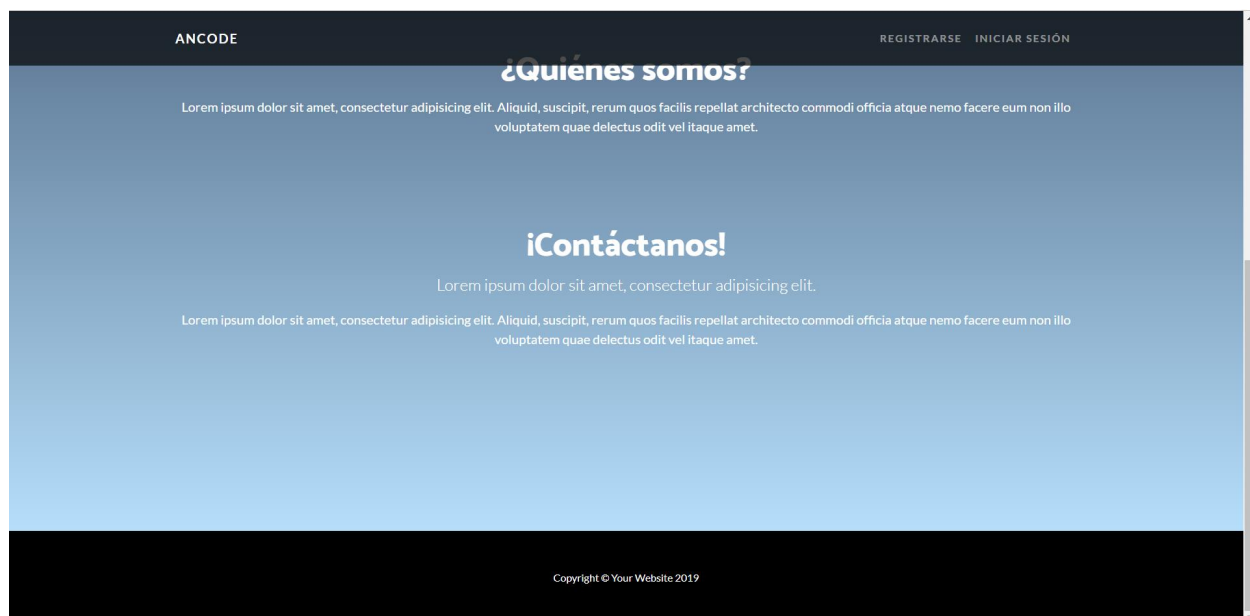 ANCODE
REGISTRARSE INICIAR SESIÓN
¿Quiénes somos?
Lorem ipsum dolor sit amet, consectetur adipisicing elit. Aliquid, suscipit, rerum quos facilis repellat architecto commodi officia atque nemo facere eum non illo
voluptatem quae delectus odit vel itaque amet.
¡Contáctanos!
Lorem ipsum dolor sit amet, consectetur adipisicing elit.
Lorem ipsum dolor sit amet, consectetur adipisicing elit. Aliquid, suscipit, rerum quos facilis repellat architecto commodi officia atque nemo facere eum non illo
voluptatem quae delectus odit vel itaque amet.
Copyright © Your Website 2019